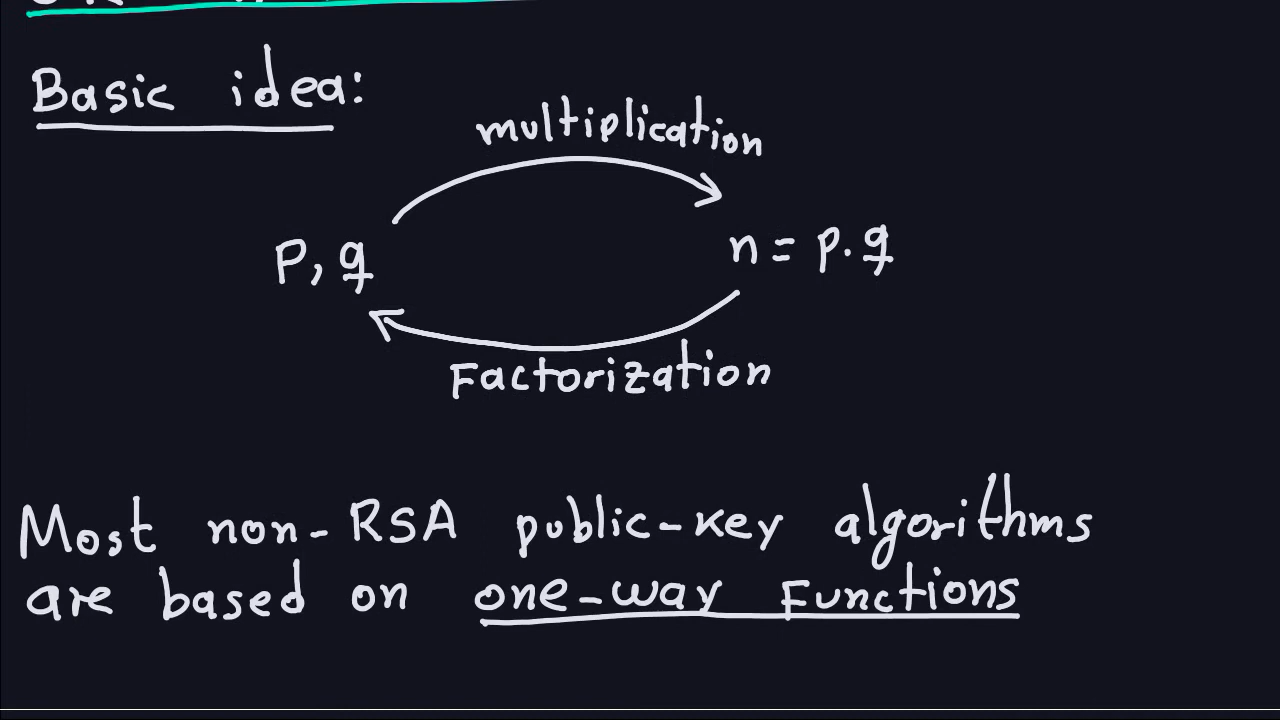 Basic idea:
multiplication
P, q
n = p.q
Factorization
Most non-RSA public-key algorithms
are based on one-way Functions